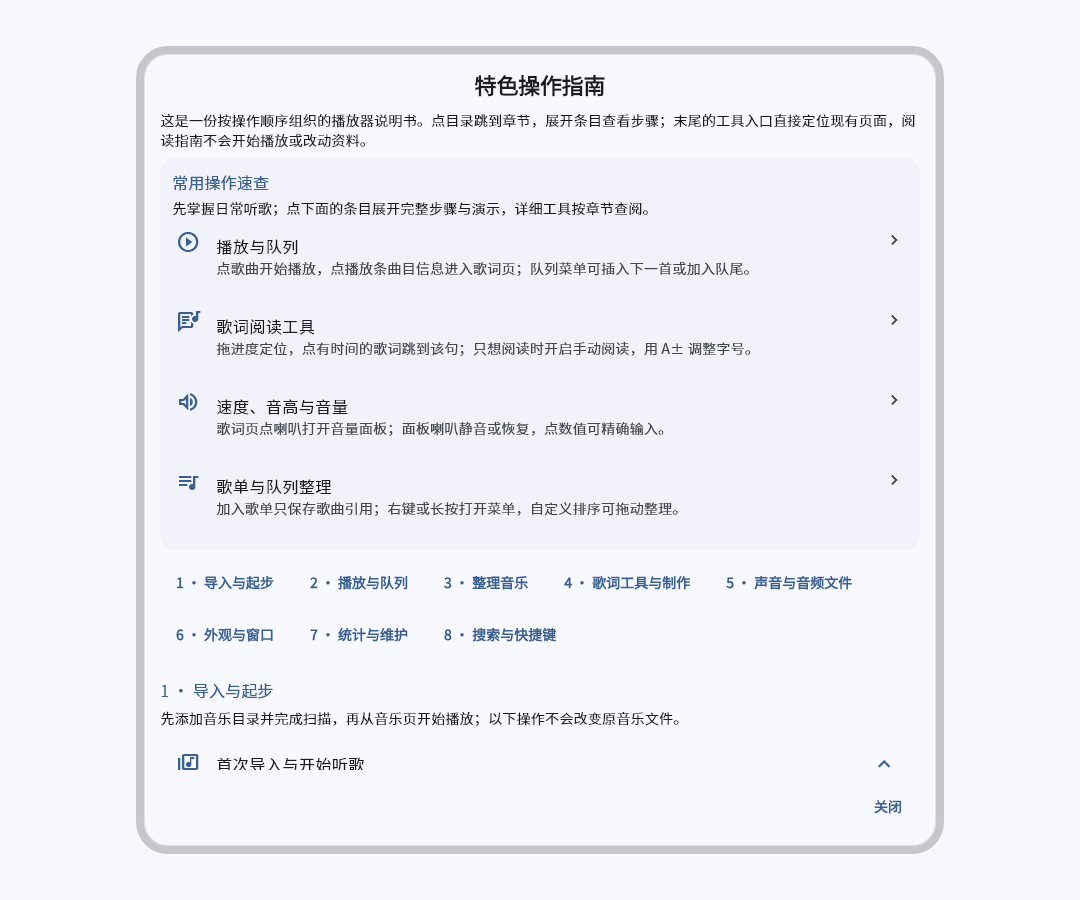 特色操作指南
这是一份按操作顺序组织的播放器说明书。点目录跳到章节，展开条目查看步骤；末尾的工具入口直接定位现有页面，阅
读指南不会开始播放或改动资料。
常用操作速查
先掌握日常听歌；点下面的条目展开完整步骤与演示，详细工具按章节查阅。
播放与队列
点歌曲开始播放，点播放条曲目信息进入歌词页；队列菜单可插入下一首或加入队尾。
歌词阅读工具
拖进度定位，点有时间的歌词跳到该句；只想阅读时开启手动阅读，用 A± 调整字号。
速度、音高与音量
歌词页点喇叭打开音量面板；面板喇叭静音或恢复，点数值可精确输入。
歌单与队列整理
加入歌单只保存歌曲引用；右键或长按打开菜单，自定义排序可拖动整理。
1 · 导入与起步 2 · 播放与队列 3 · 整理音乐 4 · 歌词工具与制作 5 · 声音与音频文件
6 · 外观与窗口 7 · 统计与维护 8 · 搜索与快捷键
1 · 导入与起步
先添加音乐目录并完成扫描，再从音乐页开始播放；以下操作不会改变原音乐文件。
首次导入与开始听歌
关闭